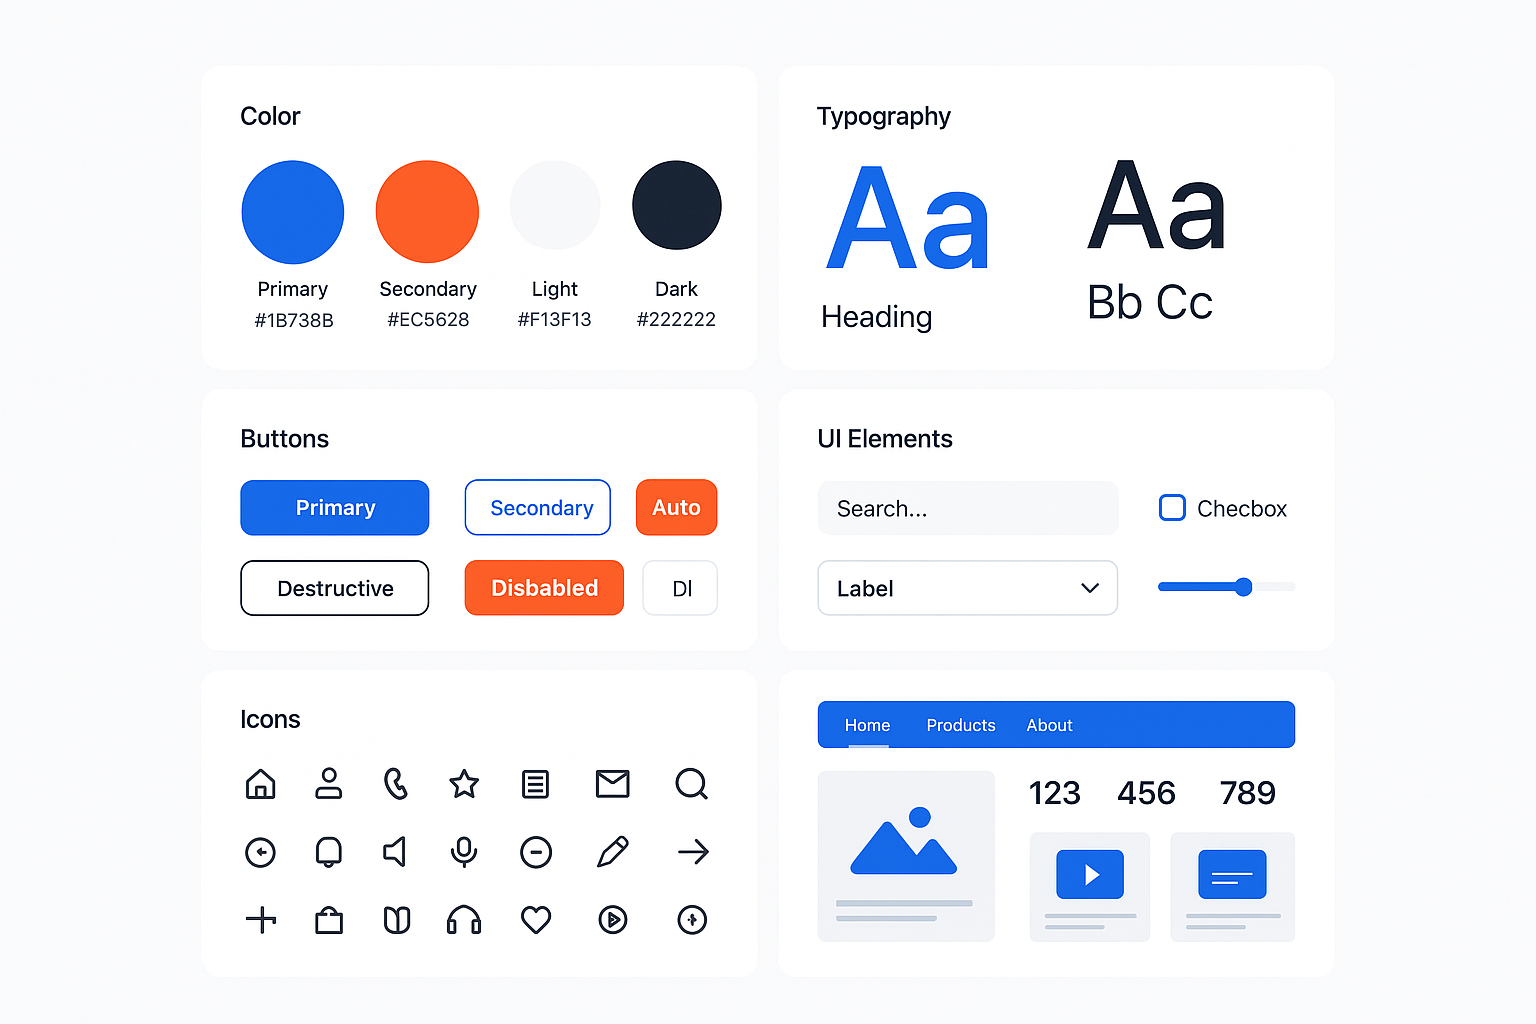 Color
Primary
#1B738B
Secondary
#EC5628
Light
#F13F13
Dark
#222222
Typography
Aa
Heading
Aa
Bb Cc
Buttons
Primary
Secondary
Auto
Destructive
Disbabled
Dl
UI Elements
Search...
Checbox
Label
Icons
Home Products About
123 456 789